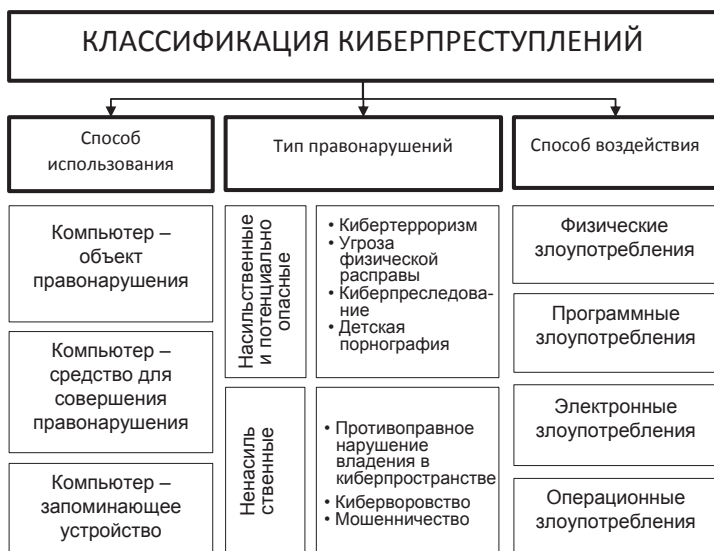 КЛАССИФИКАЦИЯ КИБЕРПРЕСТУПЛЕНИЙ
Способ
использования
Тип правонарушений
Способ воздействия
Компьютер –
объект
правонарушения
Компьютер –
средство для
совершения
правонарушения
Компьютер –
запоминающее
устройство
Насильственные
и потенциально
опасные
• Кибертерроризм
• Угроза
физической
расправы
• Киберпреследова-
ние
• Детская
порнография
Ненасиль
ственные
• Противоправное
нарушение
владения в
киберпространстве
• Киберворовство
• Мошенничество
Физические
злоупотребления
Программные
злоупотребления
Электронные
злоупотребления
Операционные
злоупотребления